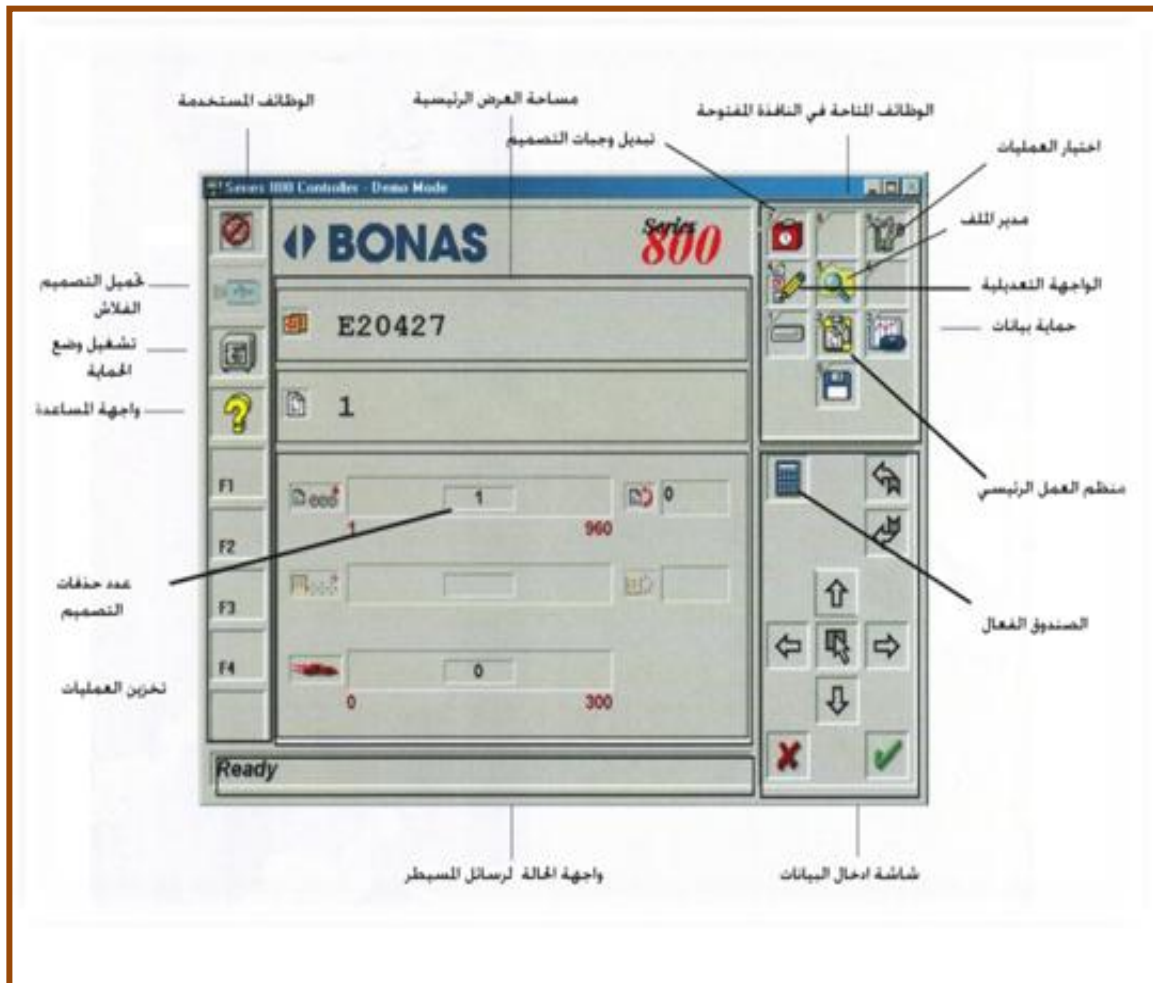 الوظائف المستخدمة
مساحة العرض الرئيسية
الوظائف المتاحة في النافذة المفتوحة
تبديل وجبات التصميم
اختيار العمليات
مدير الملف
الواجهة التعديلية
حماية بيانات
منظم العمل الرئيسي
الصندوق الفعال
تحميل التصميم
الفلاش
تشغيل وضع
الحماية
واجهة المساعدة
عدد حذفات
التصميم
تخزين العمليات
Series 800 Controller - Demo Mode
BONAS
Series
800
E20427
1
F1
1
0
1
960
F2
F3
F4
0
0
300
Ready
واجهة الحالة لرسائل المسيطر
شاشة ادخال البيانات